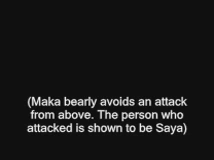 (Maka bearly avoids an attack
from above. The person who
attacked is shown to be Saya)